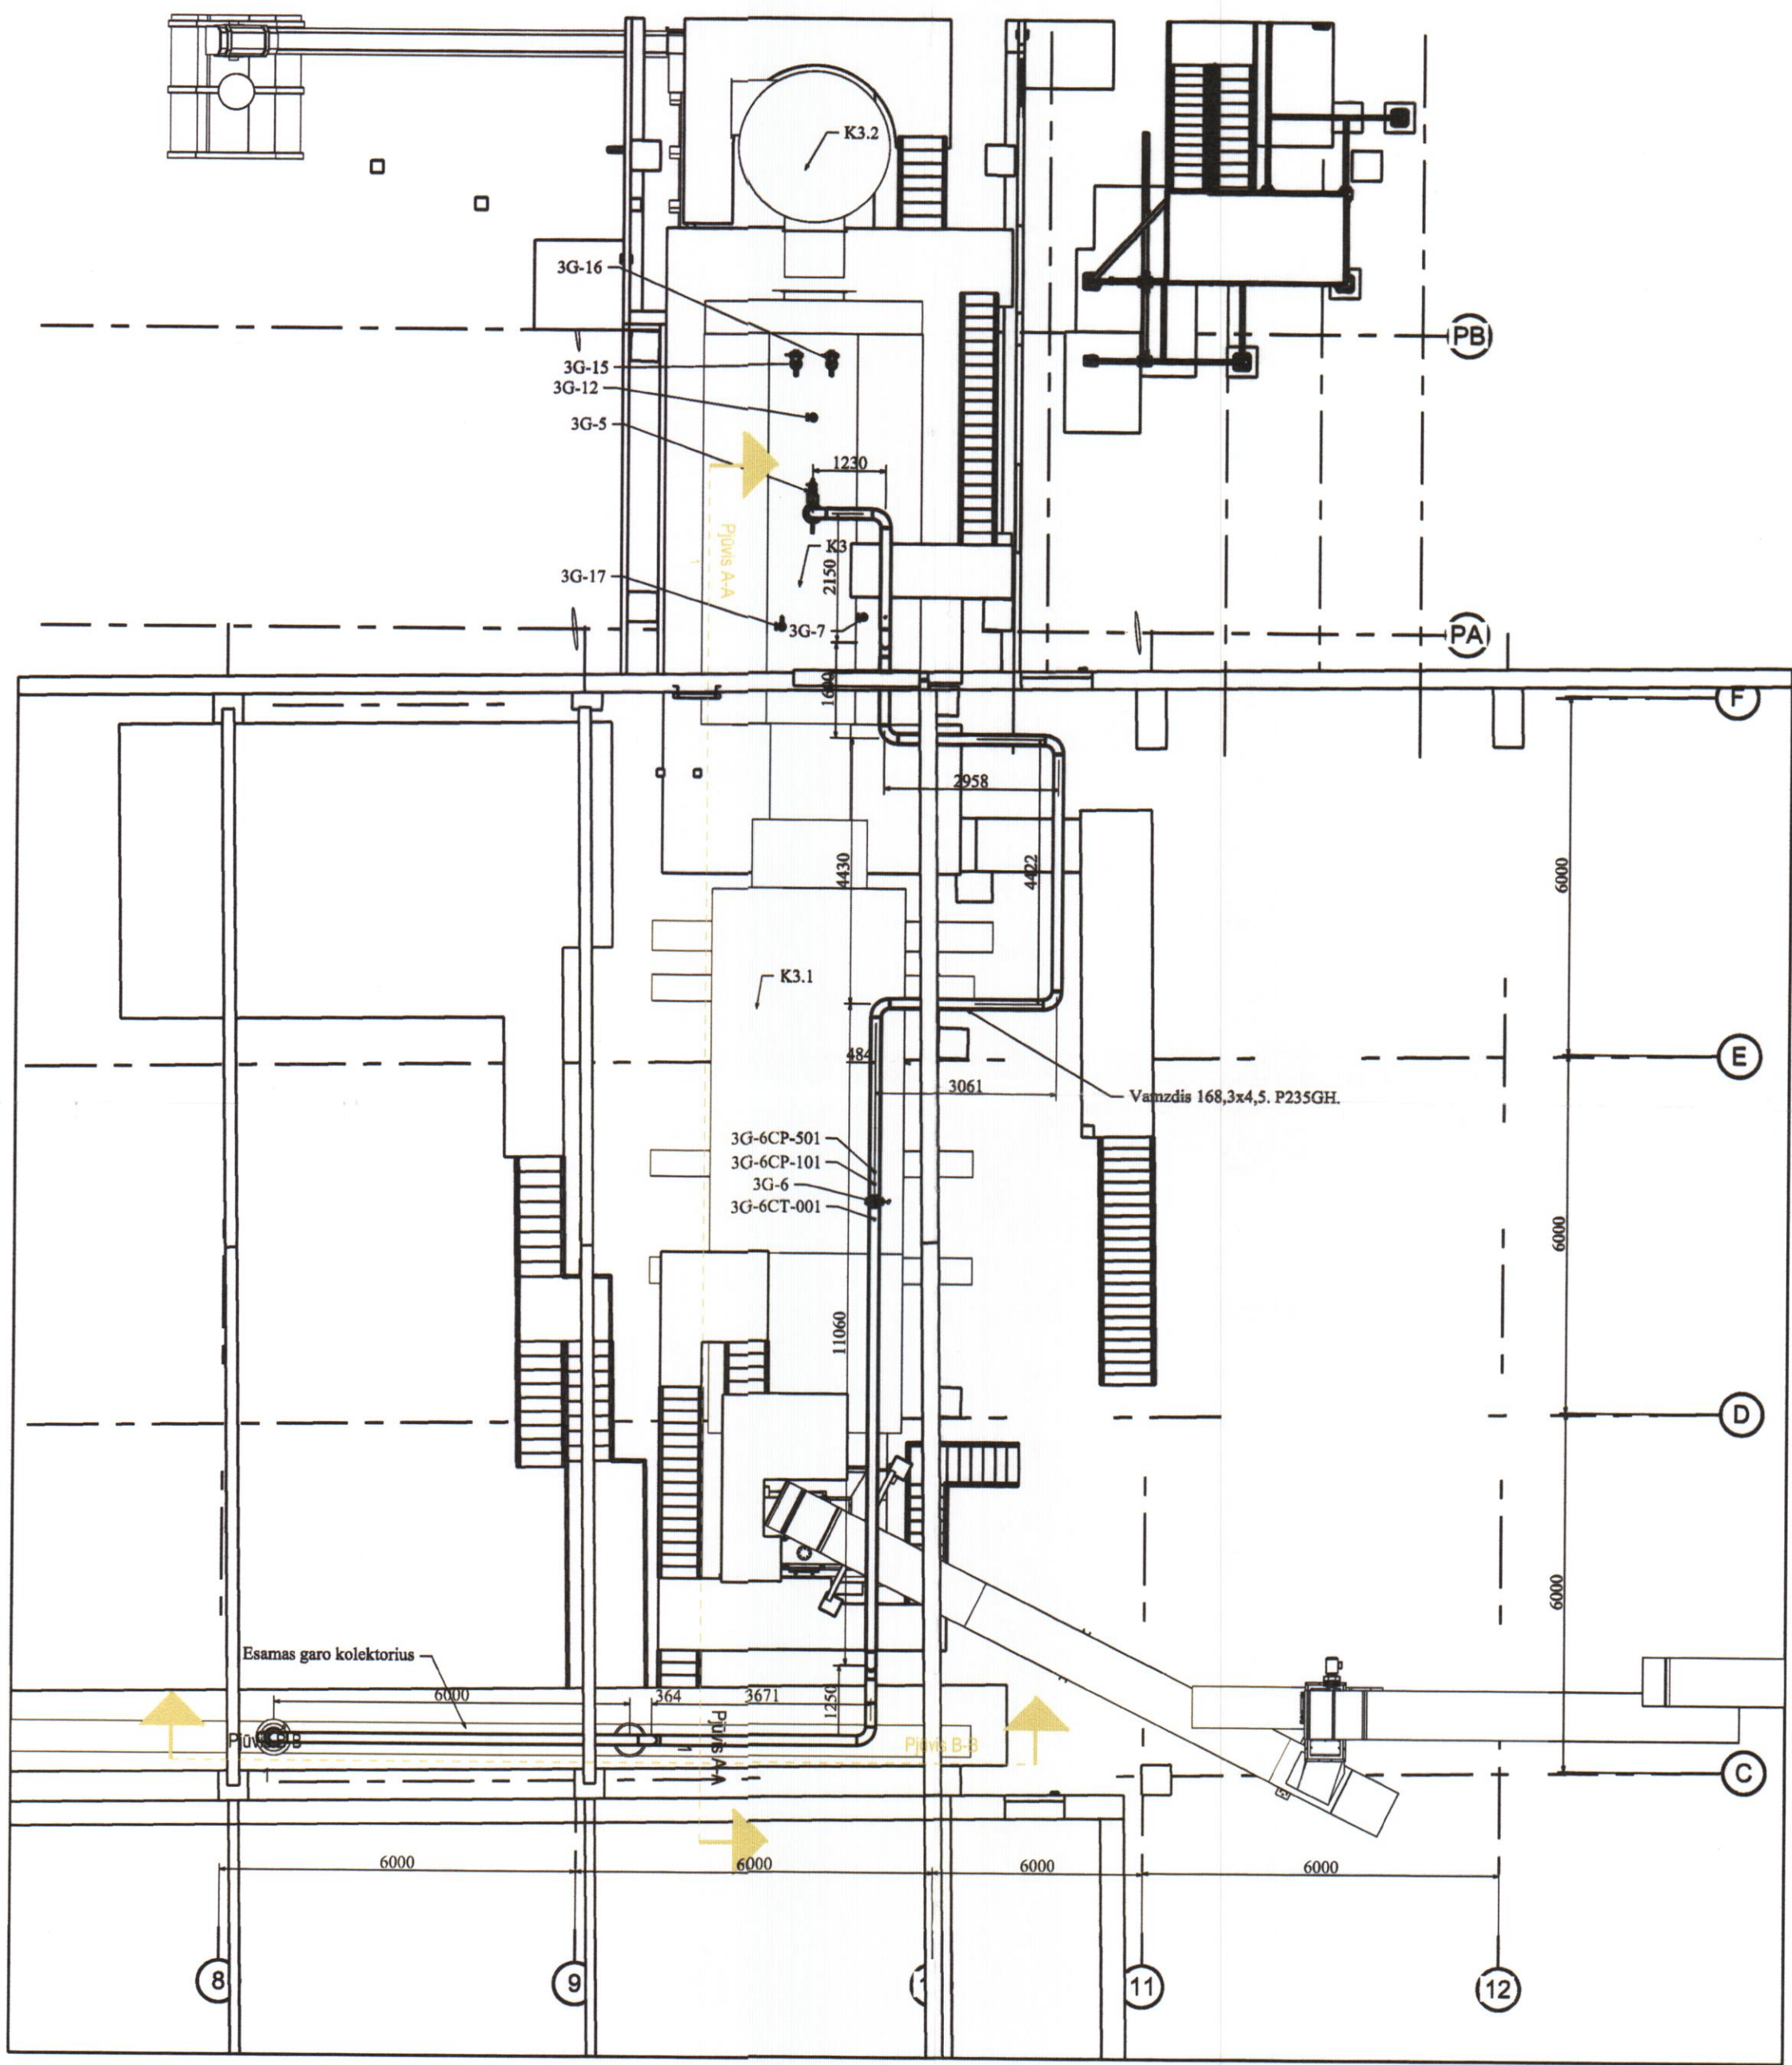 K3.2
3G-16
PB
3G-15
3G-12
3G-5
1230
Pjūvis A-A
K3
2150
3G-17
3G-7
PA
1690
F
2958
4430
4422
6000
K3.1
484
E
3061
Vamzdis 168,3x4,5. P235GH.
3G-6CP-501
3G-6CP-101
3G-6
3G-6CT-001
6000
11060
D
6000
Esamas garo kolektorius
6000
364
3671
1250
Pjūvis B-B
Pjūvis A-A
Pjūvis B-B
C
6000
6000
6000
6000
8
9
11
12